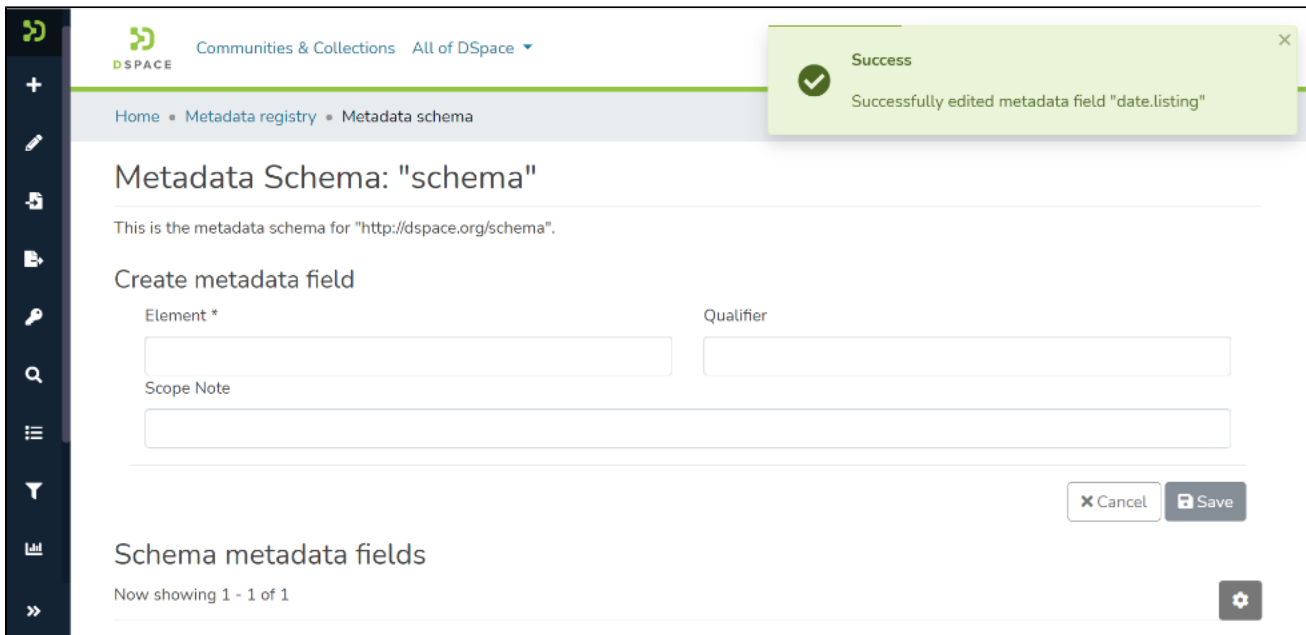 DSPACE
Communities & Collections All of DSpace
Success
Successfully edited metadata field "date.listing"
Home • Metadata registry • Metadata schema
Metadata Schema: "schema"
This is the metadata schema for "http://dspace.org/schema".
Create metadata field
Element * Qualifier
Scope Note
Cancel Save
Schema metadata fields
Now showing 1 - 1 of 1